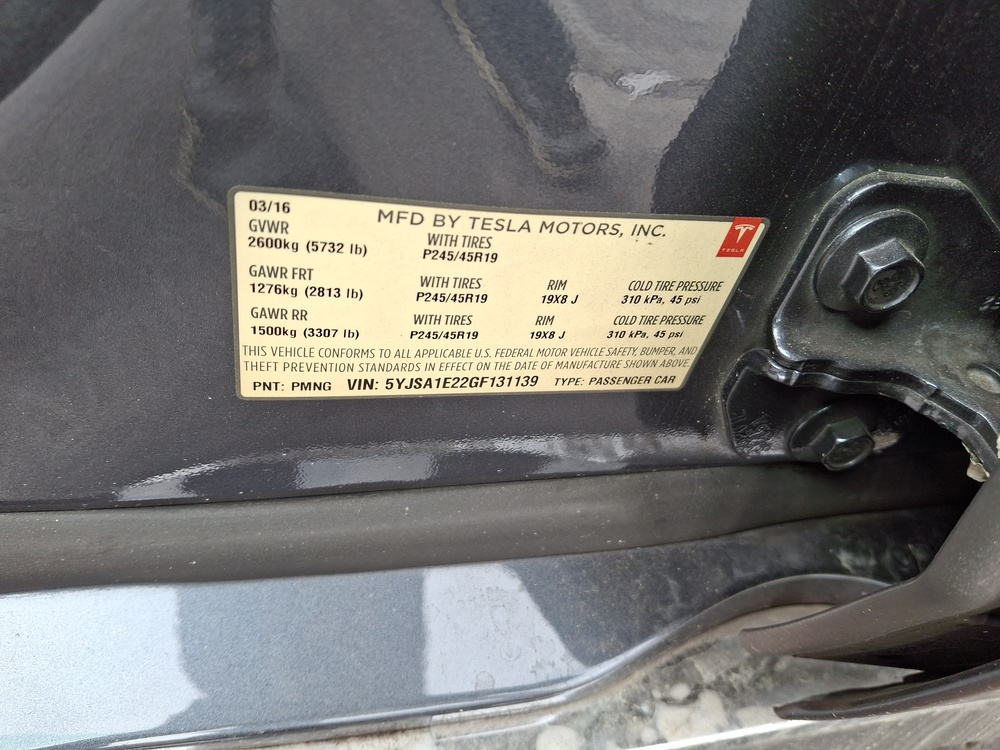 03/16
MFD BY TESLA MOTORS, INC.
TESLA
GVWR
2600kg (5732 lb)
WITH TIRES
P245/45R19
GAWR FRT
1276kg (2813 lb)
WITH TIRES
P245/45R19
RIM
19X8 J
COLD TIRE PRESSURE
310 kPa, 45 psi
GAWR RR
1500kg (3307 lb)
WITH TIRES
P245/45R19
RIM
19X8 J
COLD TIRE PRESSURE
310 kPa, 45 psi
THIS VEHICLE CONFORMS TO ALL APPLICABLE U.S. FEDERAL MOTOR VEHICLE SAFETY, BUMPER, AND
THEFT PREVENTION STANDARDS IN EFFECT ON THE DATE OF MANUFACTURE SHOWN ABOVE.
PNT: PMNG VIN: 5YJSA1E22GF131139 TYPE: PASSENGER CAR